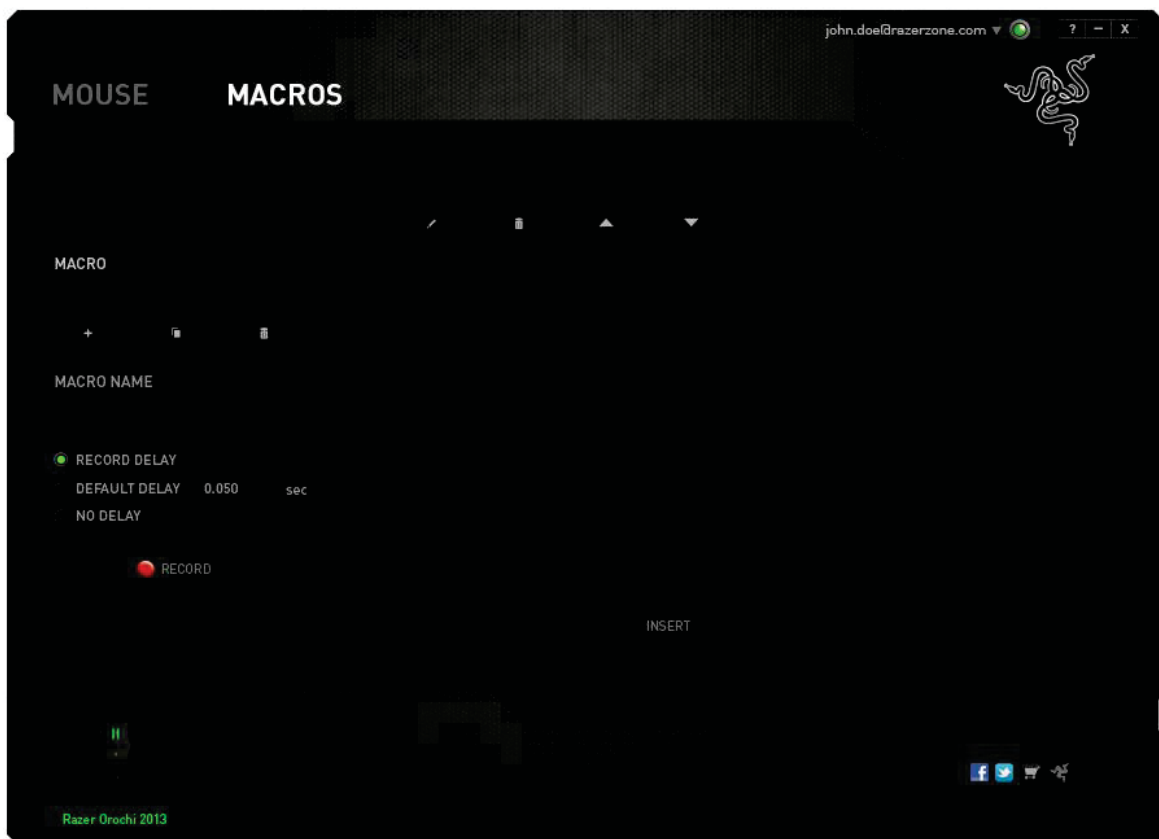 john.doe@razerzone.com ? – X
MOUSE MACROS
MACRO
MACRO NAME
RECORD DELAY
DEFAULT DELAY 0.050 sec
NO DELAY
RECORD
INSERT
Razer Orochi 2013